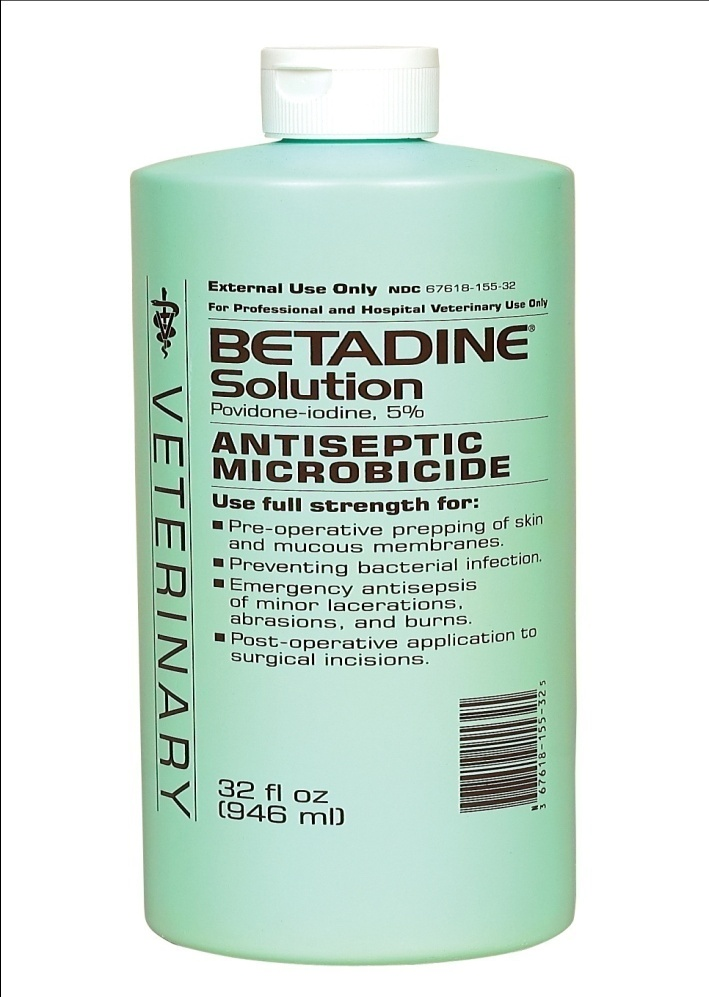 External Use Only NDC 67618-155-32
For Professional and Hospital Veterinary Use Only
BETADINE®
Solution
Povidone-iodine, 5%
ANTISEPTIC
MICROBICIDE
Use full strength for:
■ Pre-operative prepping of skin
and mucous membranes.
■ Preventing bacterial infection.
■ Emergency antisepsis
of minor lacerations,
abrasions, and burns.
■ Post-operative application to
surgical incisions.
32 fl oz
(946 ml)
VETERINARY
3 67618-155-32 5